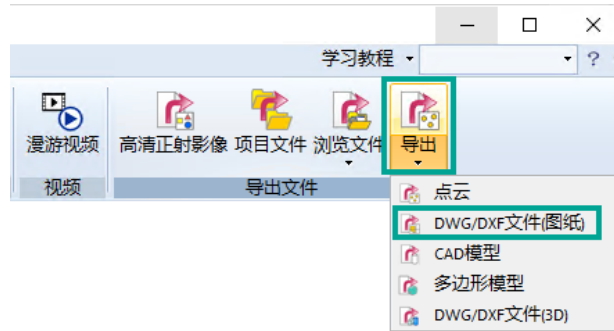 学习教程
?
漫游视频
高清正射影像 项目文件 浏览文件 导出
视频
导出文件
点云
DWG/DXF文件(图纸)
CAD模型
多边形模型
DWG/DXF文件(3D)